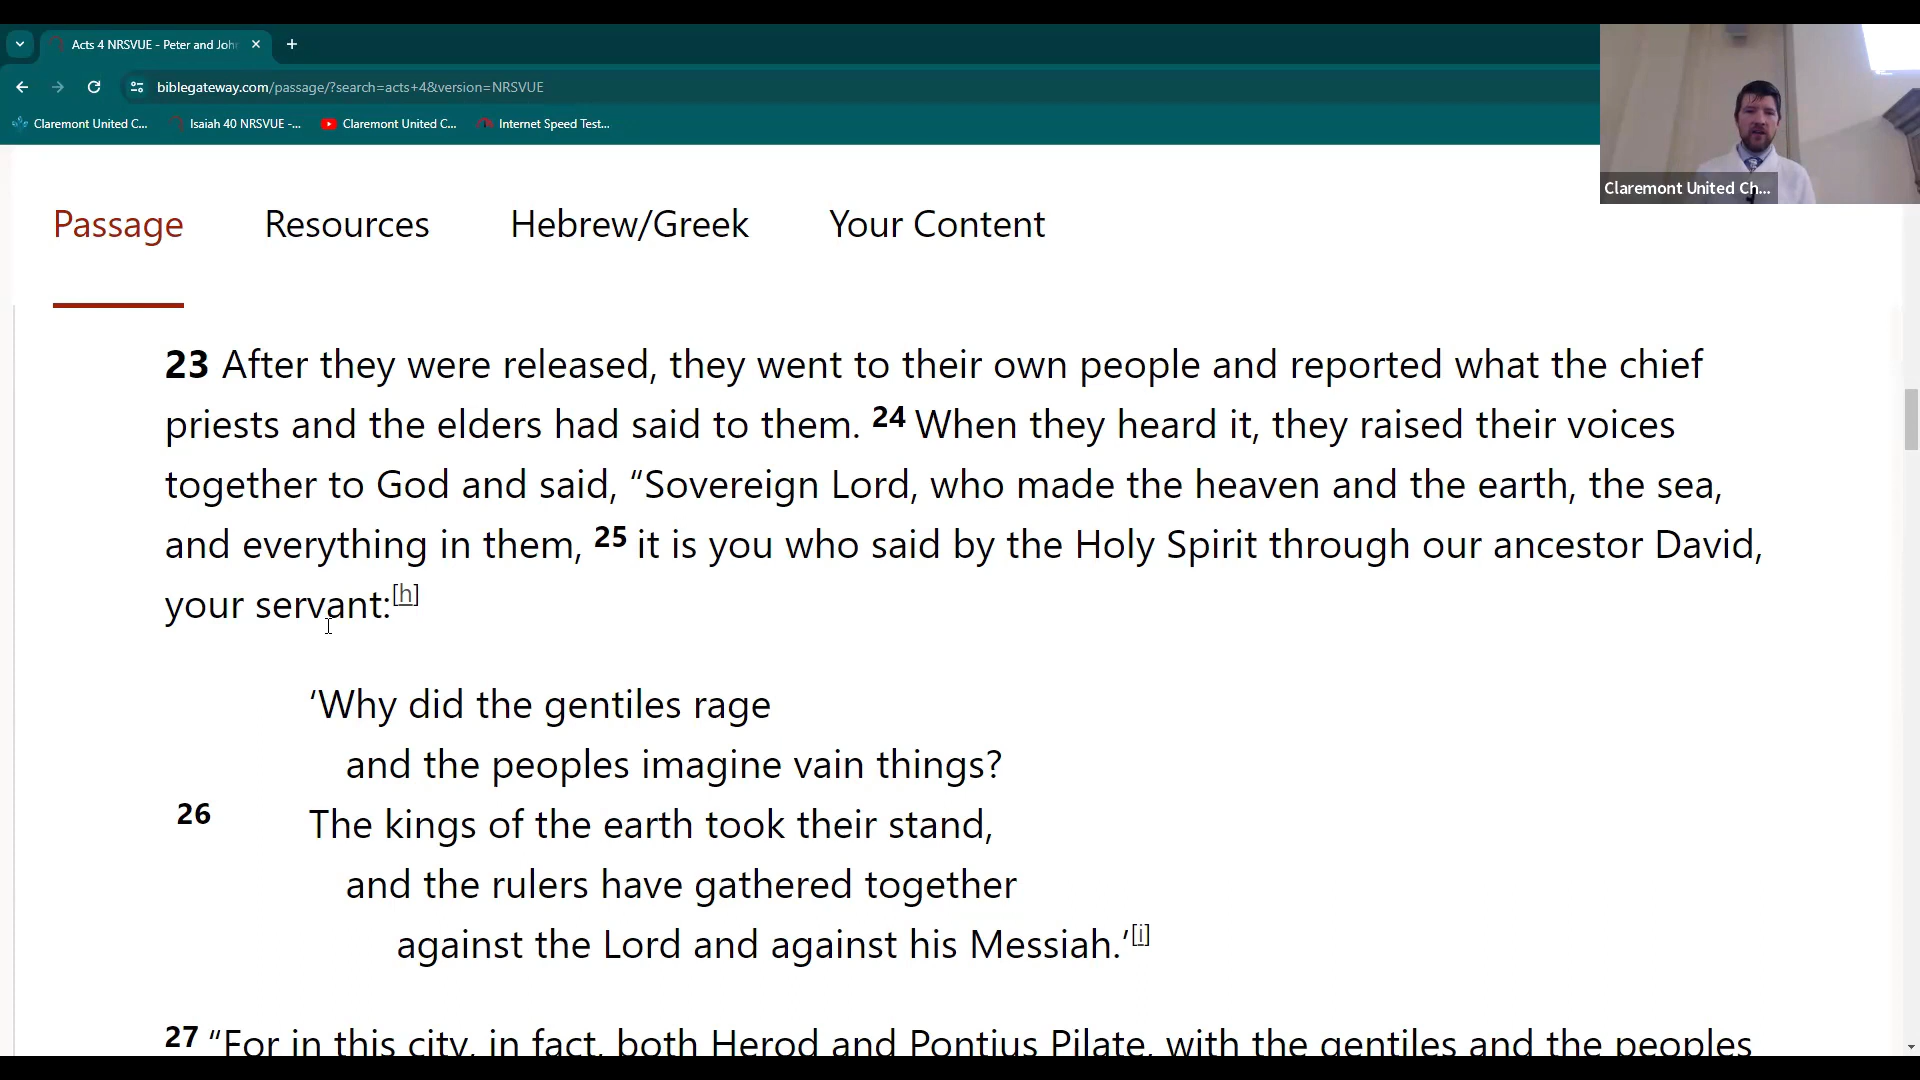 Acts 4 NRSVUE - Peter and Joh
biblegateway.com/passage/?search=acts+4&version=NRSVUE
Claremont United C... Isaiah 40 NRSVUE -... Claremont United C... Internet Speed Test...
Claremont United Ch...
Passage Resources Hebrew/Greek Your Content
23 After they were released, they went to their own people and reported what the chief
priests and the elders had said to them. 24 When they heard it, they raised their voices
together to God and said, “Sovereign Lord, who made the heaven and the earth, the sea,
and everything in them, 25 it is you who said by the Holy Spirit through our ancestor David,
your servant:[h]
‘Why did the gentiles rage
and the peoples imagine vain things?
26 The kings of the earth took their stand,
and the rulers have gathered together
against the Lord and against his Messiah.’[i]
27 “For in this city, in fact, both Herod and Pontius Pilate, with the gentiles and the peoples